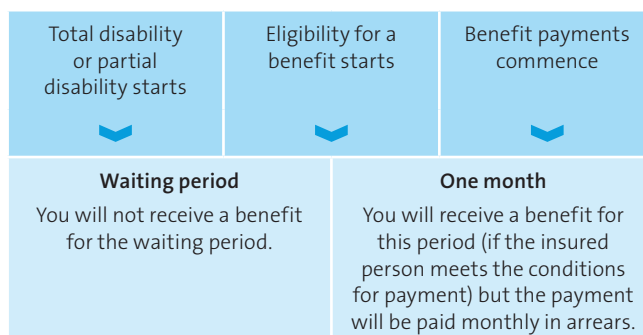 Total disability
or partial
disability starts
Eligibility for a
benefit starts
Benefit payments
commence
Waiting period
You will not receive a benefit
for the waiting period.
One month
You will receive a benefit for
this period (if the insured
person meets the conditions
for payment) but the payment
will be paid monthly in arrears.